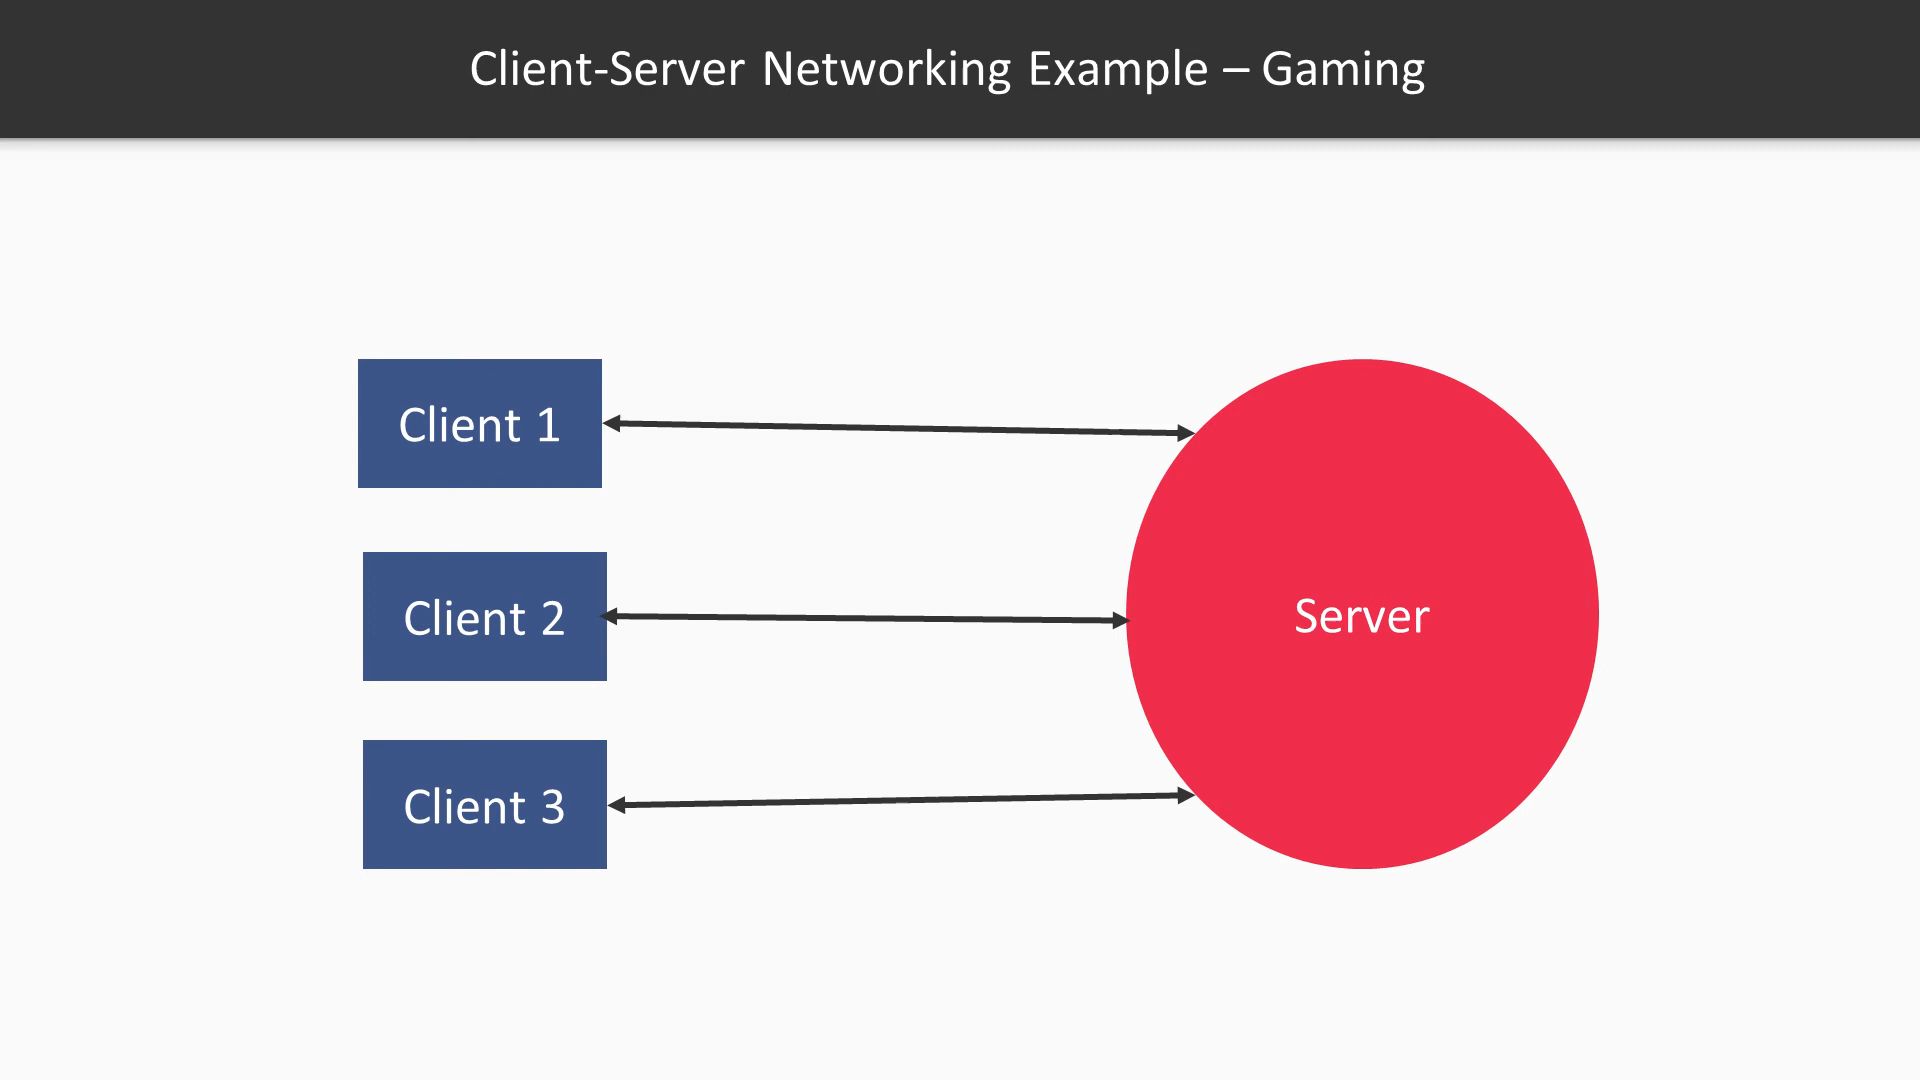 Client-Server Networking Example – Gaming
Client 1
Client 2
Server
Client 3